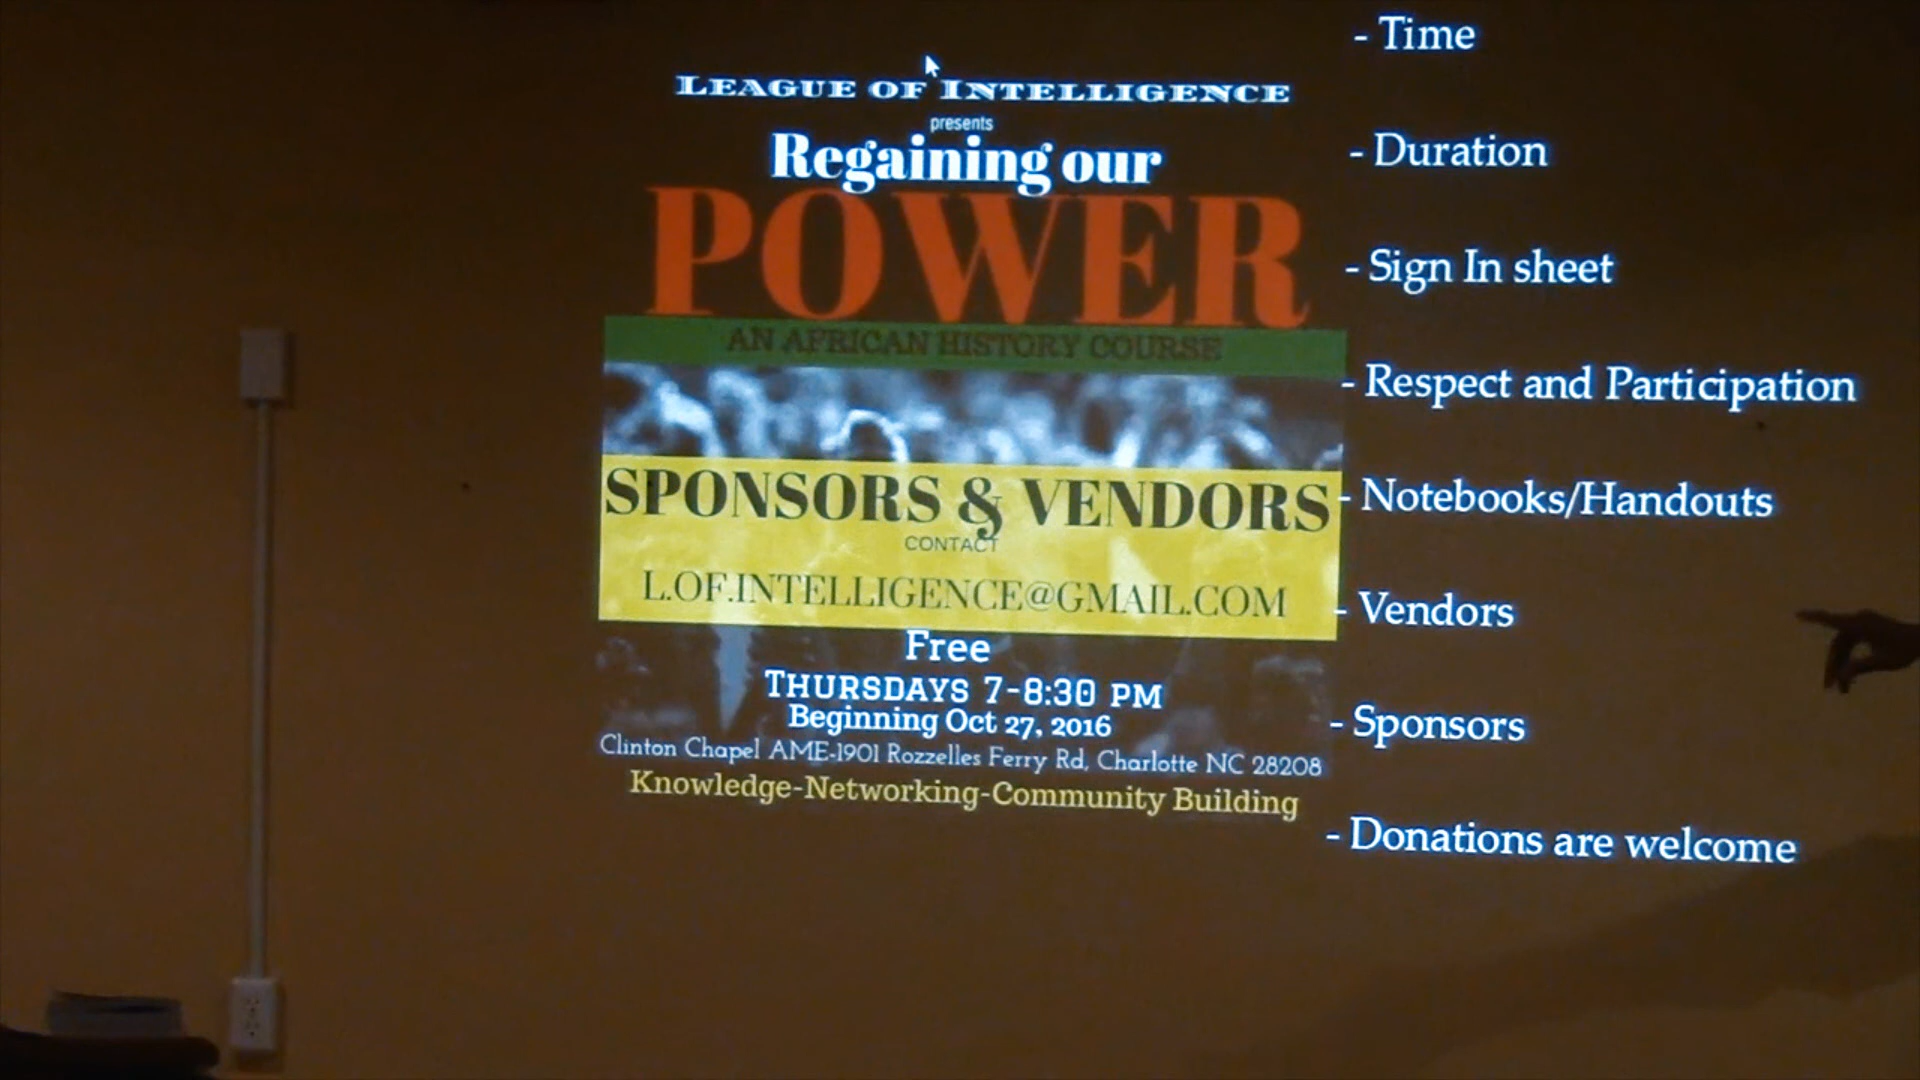 LEAGUE OF INTELLIGENCE
presents
Regaining our
POWER
AN AFRICAN HISTORY COURSE
SPONSORS & VENDORS
CONTACT
L.OF.INTELLIGENCE@GMAIL.COM
Free
THURSDAYS 7-8:30 PM
Beginning Oct 27, 2016
Clinton Chapel AME-1901 Rozzelles Ferry Rd, Charlotte NC 28208
Knowledge-Networking-Community Building
- Time
- Duration
- Sign In sheet
- Respect and Participation
- Notebooks/Handouts
- Vendors
- Sponsors
- Donations are welcome